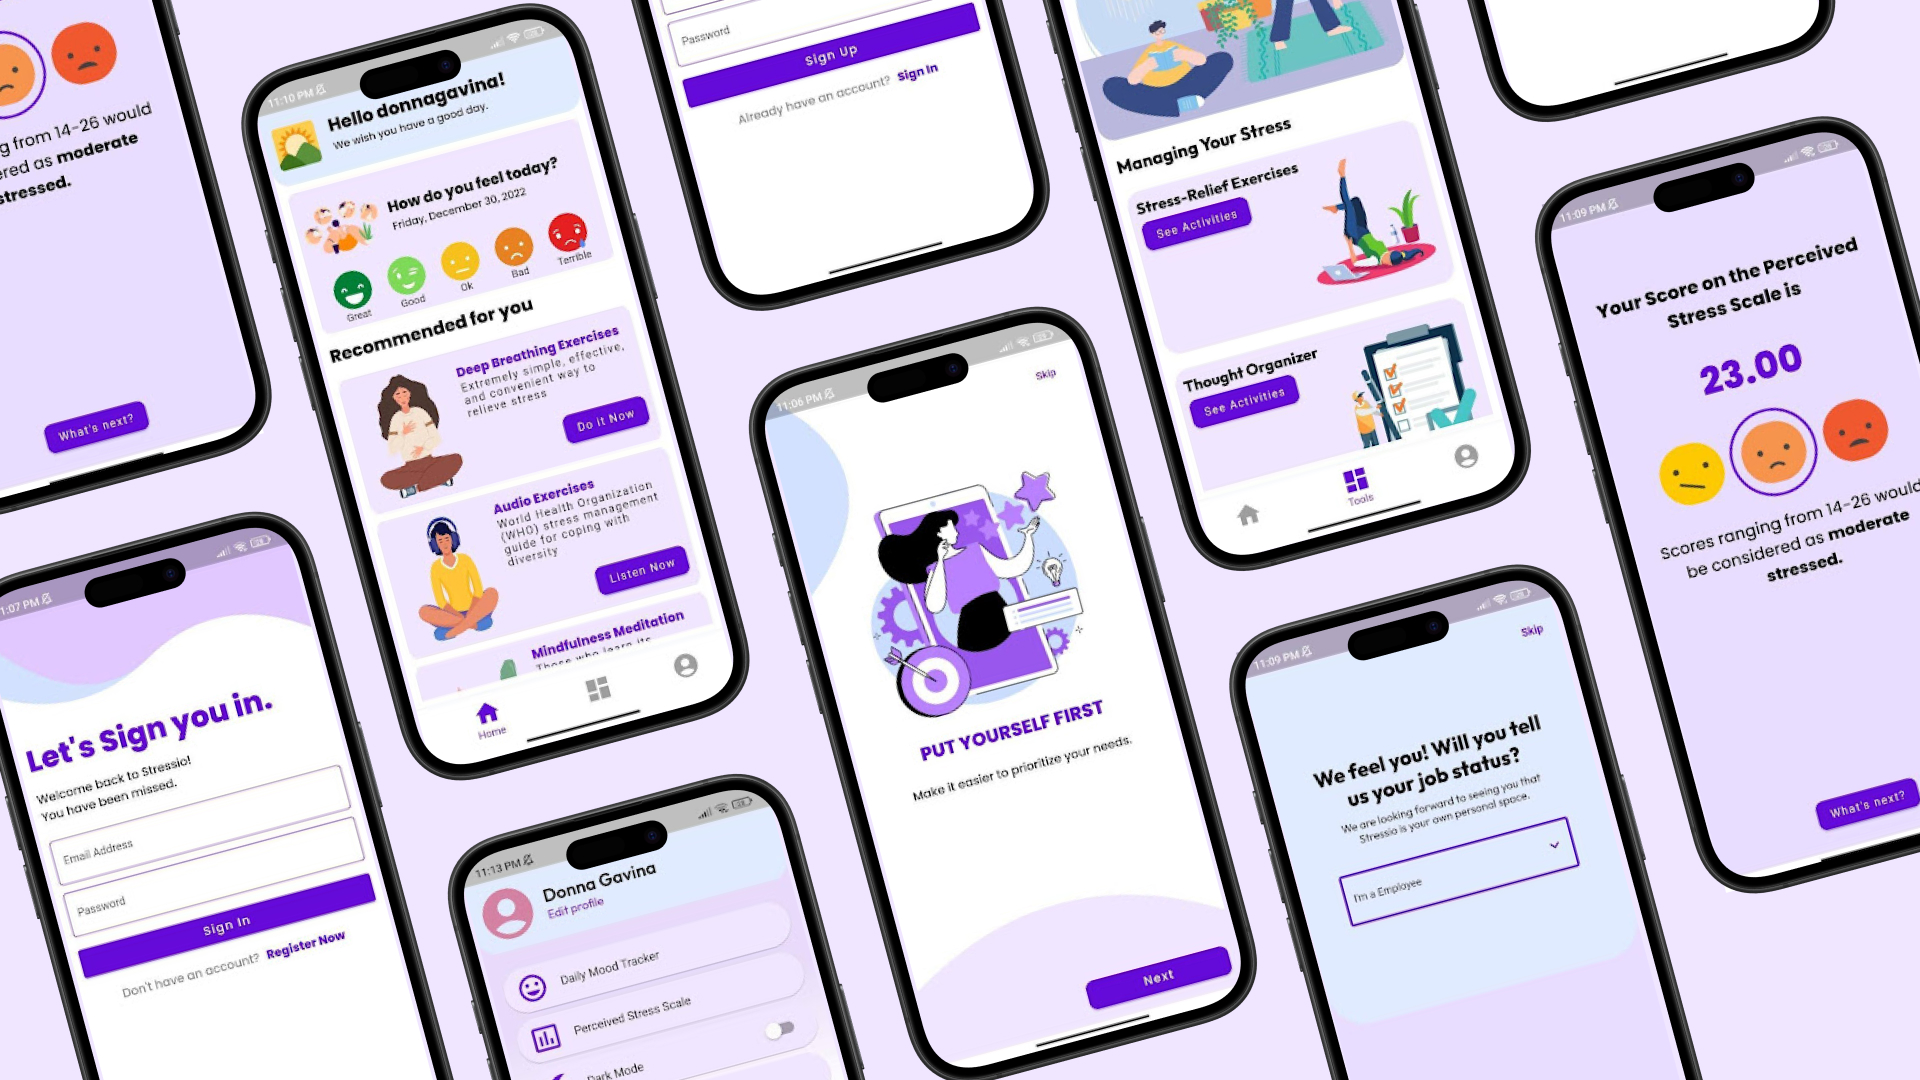 g from 14-26 would
ered as moderate
stressed.
What's next?
1:07 PM
Let's Sign you in.
Welcome back to Stressio!
You have been missed.
Email Address
Password
Sign In
Don't have an account? Register Now
11:10 PM
Hello donnagavina!
We wish you have a good day.
How do you feel today?
Friday, December 30, 2022
Great
Good
Ok
Bad
Terrible
Recommended for you
Deep Breathing Exercises
Extremely simple, effective,
and convenient way to
relieve stress
Do it Now
Audio Exercises
World Health Organization
(WHO) stress management
guide for coping with
diversity
Listen Now
Mindfulness Meditation
Those who learn its
Home
11:13 PM
Donna Gavina
Edit profile
Daily Mood Tracker
Perceived Stress Scale
Dark Mode
Password
Sign Up
Already have an account? Sign In
11:06 PM
Skip
PUT YOURSELF FIRST
Make it easier to prioritize your needs.
Next
Managing Your Stress
Stress-Relief Exercises
See Activities
Thought Organizer
See Activities
Tools
11:09 PM
Skip
We feel you! Will you tell
us your job status?
We are looking forward to seeing you that
Stressio is your own personal space.
I'm a Employee
11:09 PM
Your Score on the Perceived
Stress Scale is
23.00
Scores ranging from 14-26 would
be considered as moderate
stressed.
What's next?